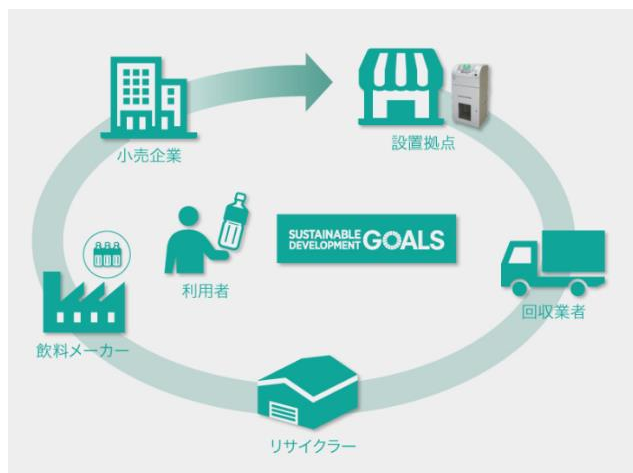 小売企業
設置拠点
利用者
SUSTAINABLE
DEVELOPMENT GOALS
回収業者
飲料メーカー
リサイクラー